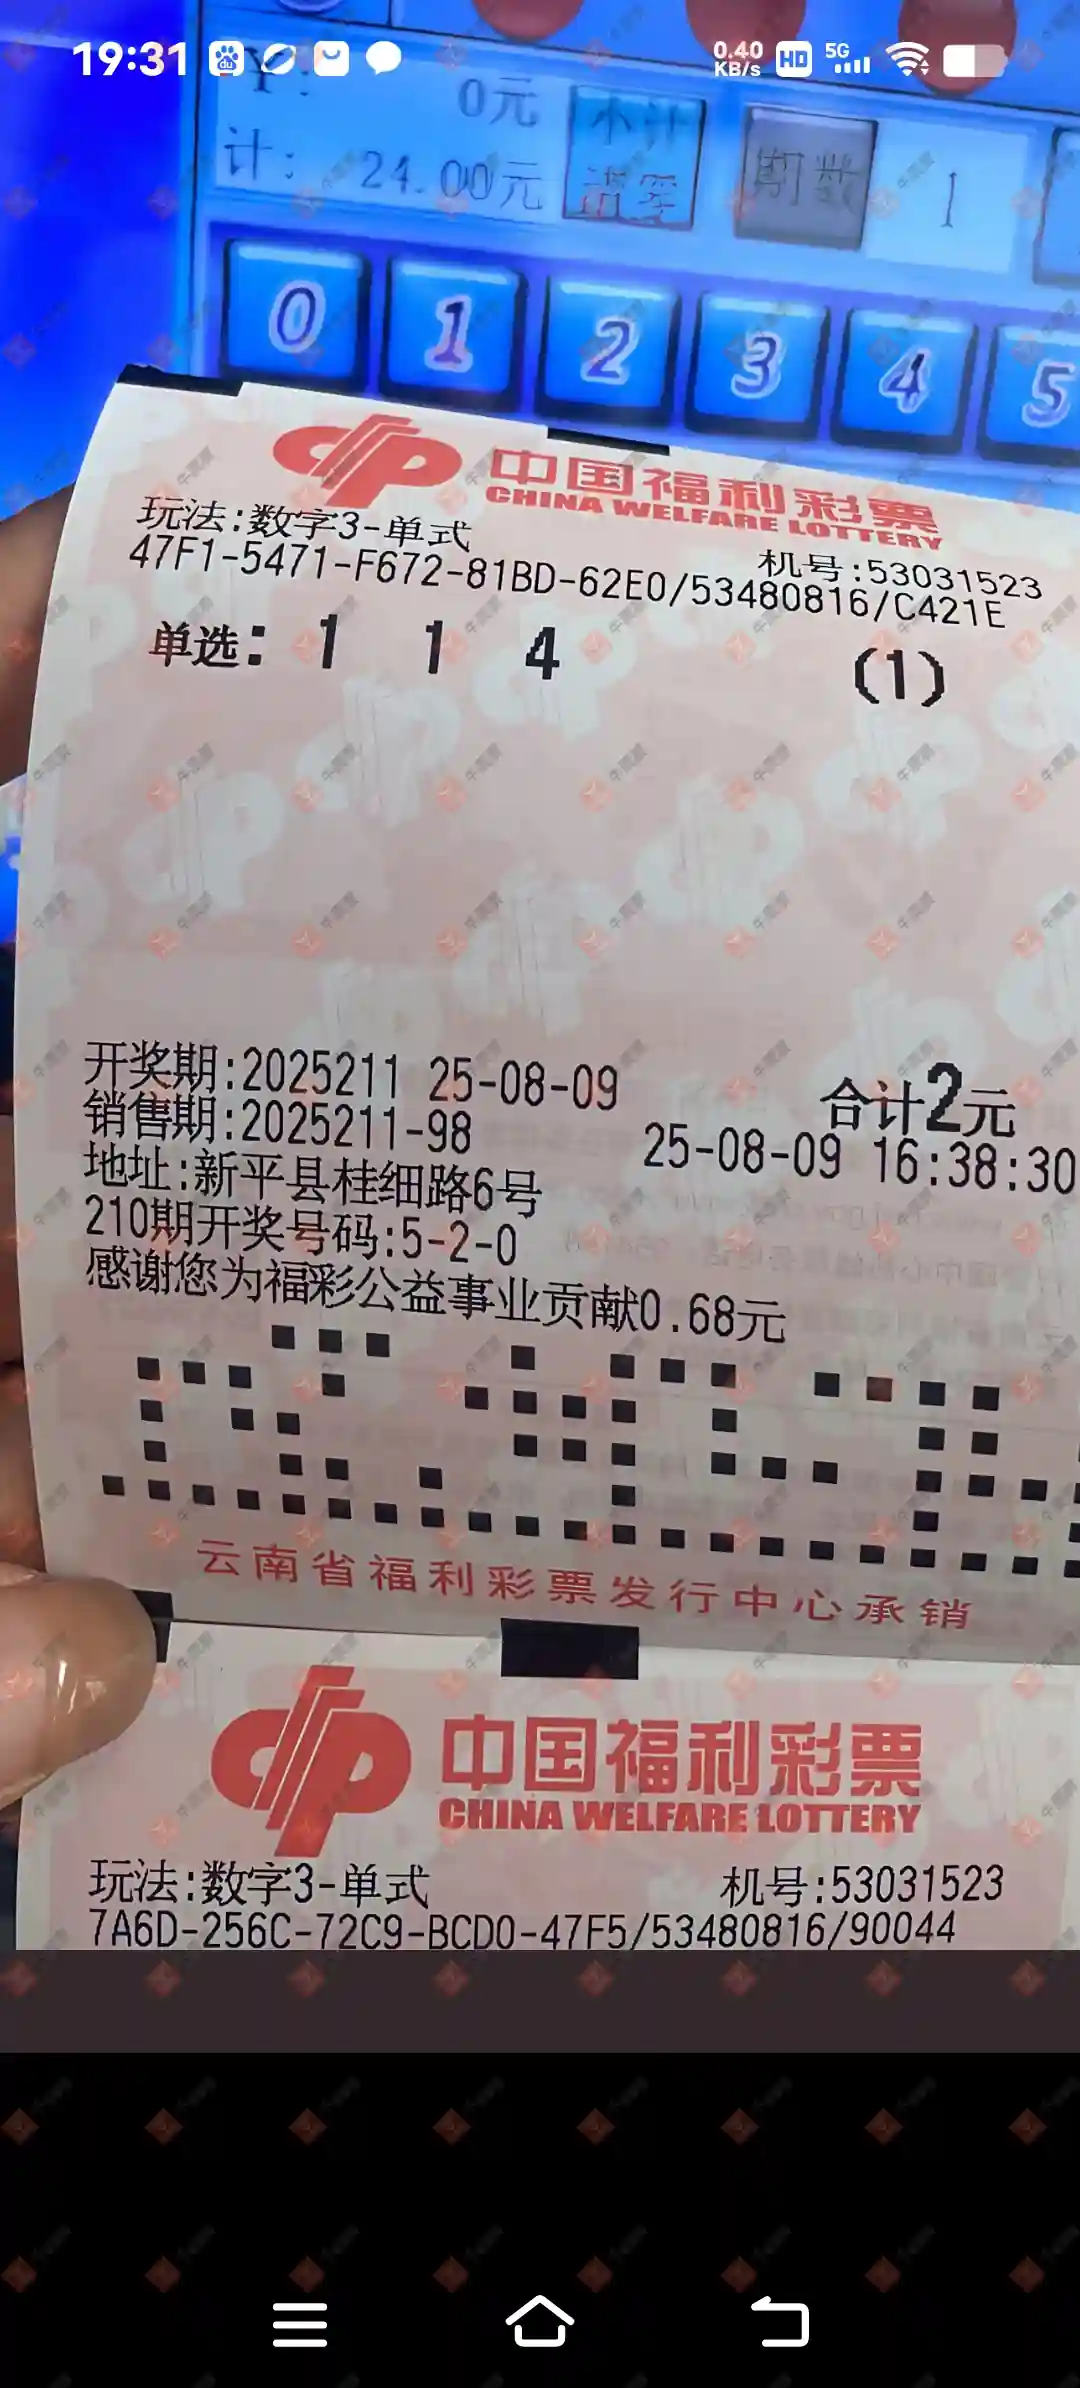 19:31
0.40 KB/s HD 5G
0元
小计
清零
期数
1
计: 24.00元
0 1 2 3 4 5
中国福利彩票
CHINA WELFARE LOTTERY
玩法:数字3-单式
机号:53031523
47F1-5471-F672-81BD-62E0/53480816/C421E
单选: 1 1 4 (1)
开奖期:2025211 25-08-09
合计2元
销售期:2025211-98
25-08-09 16:38:30
地址:新平县桂细路6号
210期开奖号码:5-2-0
感谢您为福彩公益事业贡献0.68元
云南省福利彩票发行中心承销
中国福利彩票
CHINA WELFARE LOTTERY
玩法:数字3-单式
机号:53031523
7A6D-256C-72C9-BCD0-47F5/53480816/90044